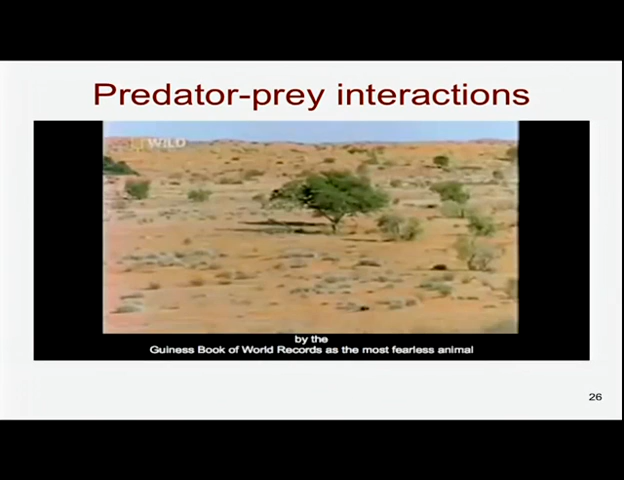 Predator-prey interactions
WILD
by the
Guiness Book of World Records as the most fearless animal
26